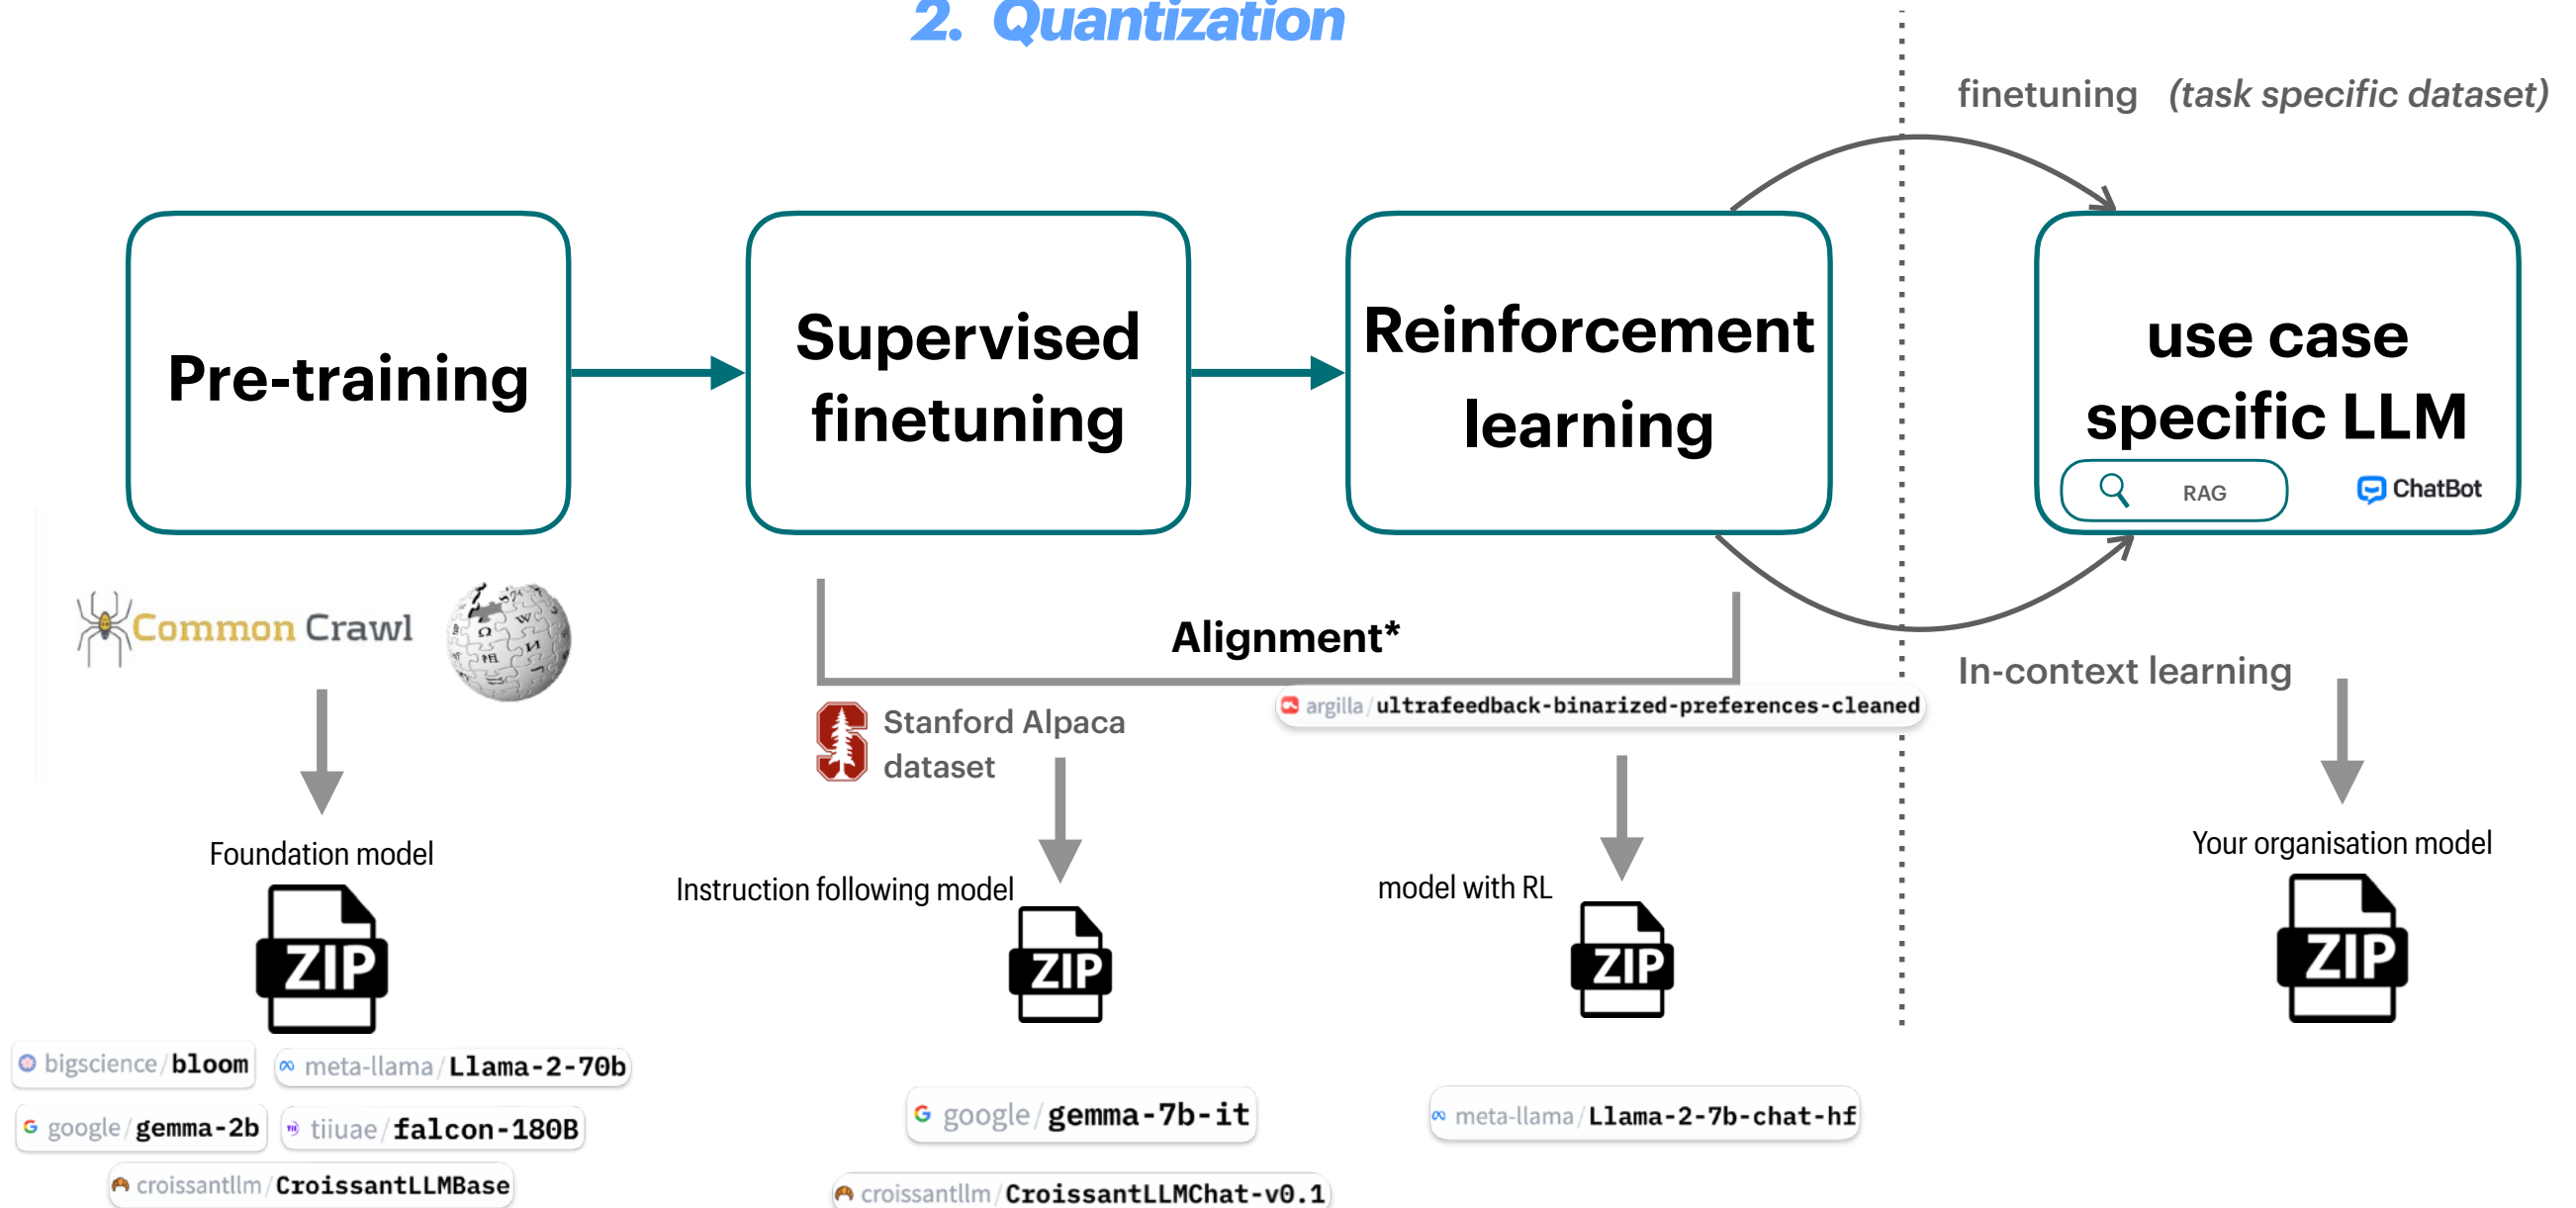 2. Quantization
finetuning (task specific dataset)
Pre-training
Supervised
finetuning
Reinforcement
learning
use case
specific LLM
RAG
ChatBot
Common Crawl
Alignment*
In-context learning
argilla/ultrafeedback-binarized-preferences-cleaned
Stanford Alpaca
dataset
Foundation model
Instruction following model
model with RL
Your organisation model
ZIP
ZIP
ZIP
ZIP
bigscience/bloom
meta-llama/Llama-2-70b
google/gemma-2b
tiiuae/falcon-180B
croissantllm/CroissantLLMBase
google/gemma-7b-it
croissantllm/CroissantLLMChat-v0.1
meta-llama/Llama-2-7b-chat-hf